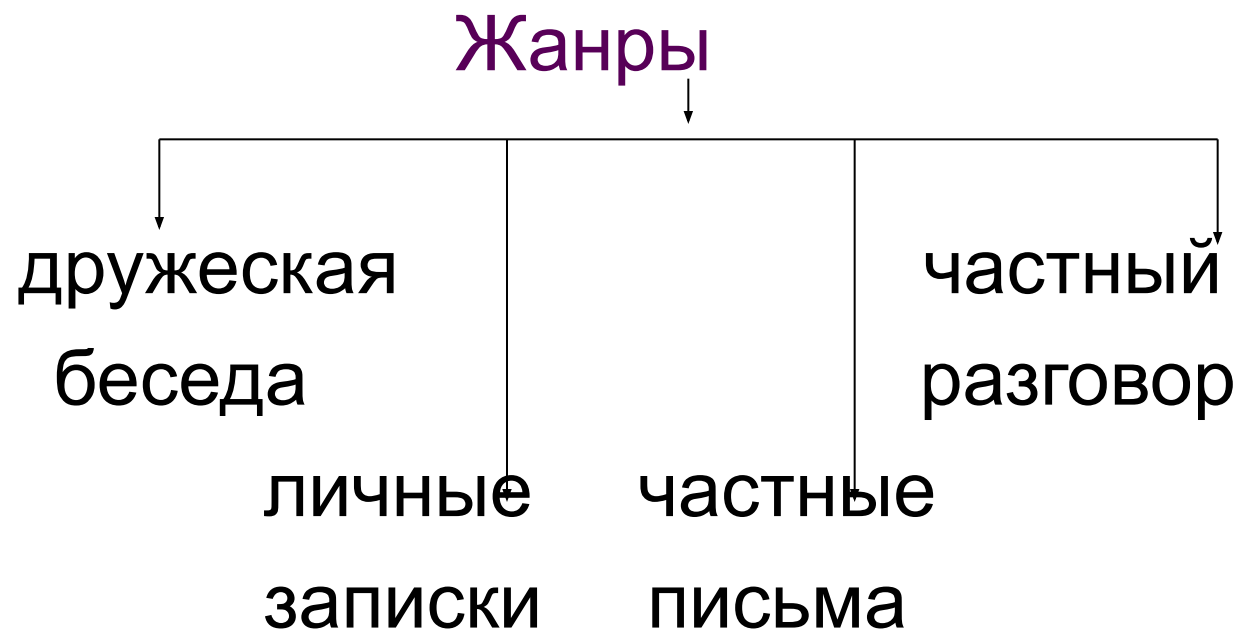 Жанры
дружеская
беседа
частный
разговор
личные
записки
частные
письма